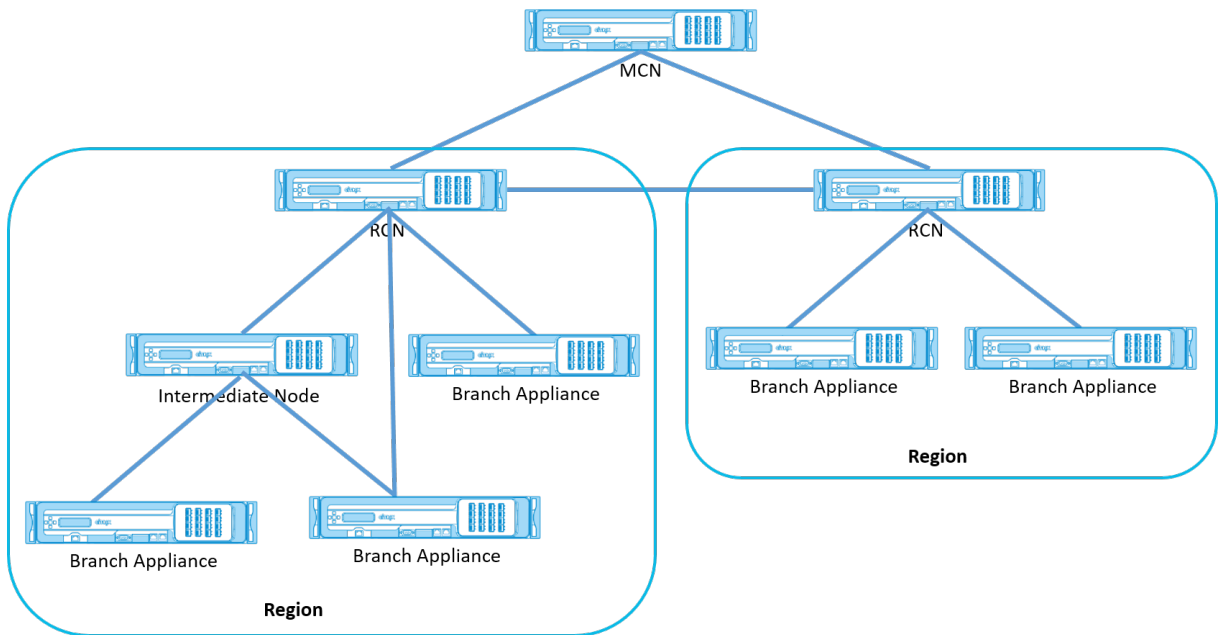 MCN
RCN
RCN
Intermediate Node
Branch Appliance
Branch Appliance
Branch Appliance
Region
Branch Appliance
Branch Appliance
Region